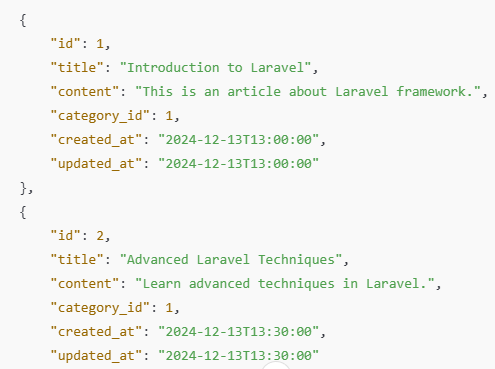 {
"id": 1,
"title": "Introduction to Laravel",
"content": "This is an article about Laravel framework.",
"category_id": 1,
"created_at": "2024-12-13T13:00:00",
"updated_at": "2024-12-13T13:00:00"
},
{
"id": 2,
"title": "Advanced Laravel Techniques",
"content": "Learn advanced techniques in Laravel.",
"category_id": 1,
"created_at": "2024-12-13T13:30:00",
"updated_at": "2024-12-13T13:30:00"